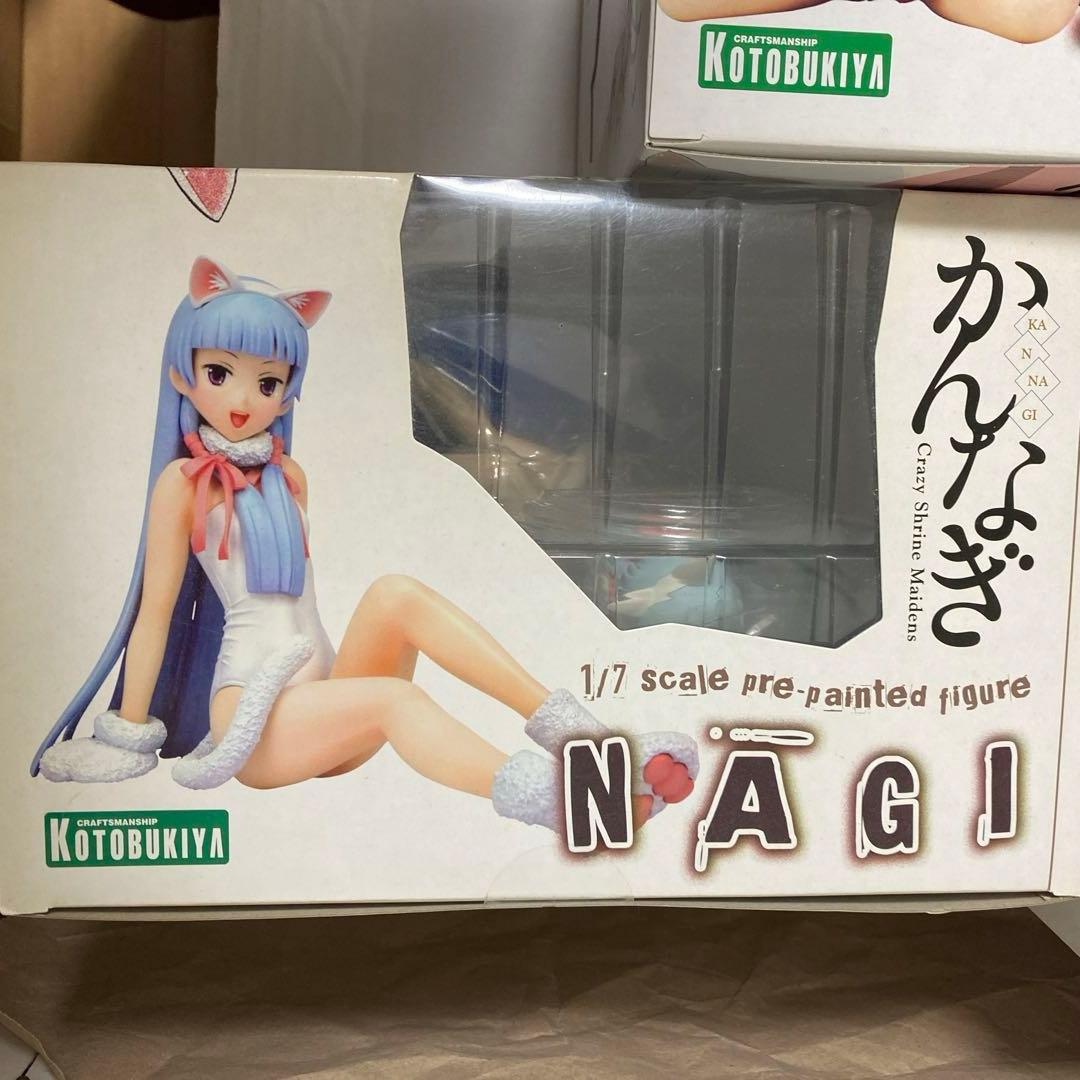 CRAFTSMANSHIP
KOTOBUKIYA
かんなぎ
KA
N
NA
GI
Crazy Shrine Maidens
1/7 scale pre-painted figure
NAGI
CRAFTSMANSHIP
KOTOBUKIYA